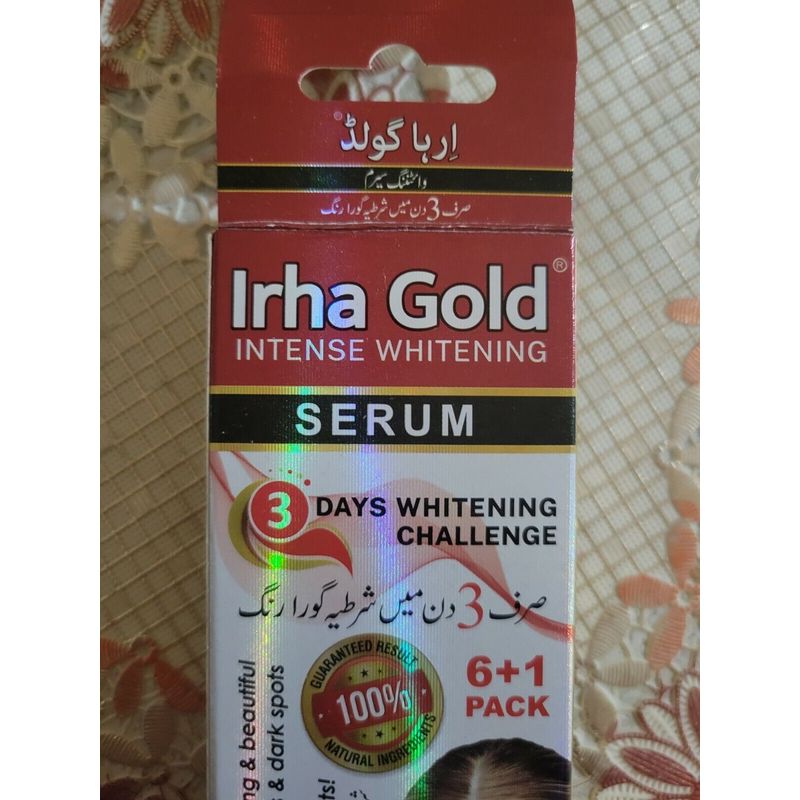 اِرہا گولڈ®
وائٹننگ سیرم
صرف 3 دن میں شرطیہ گورا رنگ
Irha Gold®
INTENSE WHITENING
SERUM
3 DAYS WHITENING
CHALLENGE
صرف 3 دن میں شرطیہ گورا رنگ
GUARANTEED RESULT
100%
NATURAL INGREDIENTS
6+1
PACK
& beautiful
& dark spots